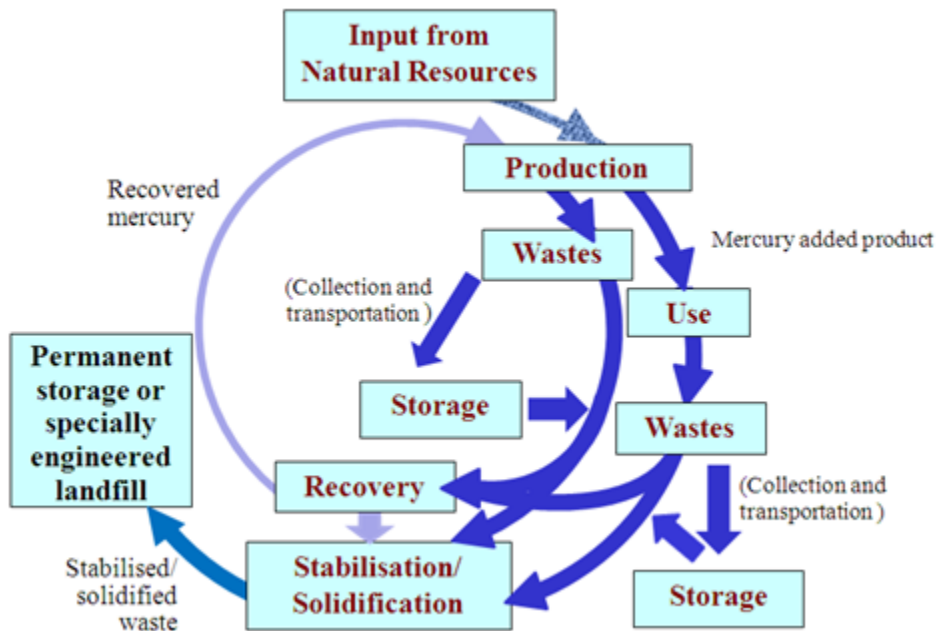 Input from
Natural Resources
Production
Recovered
mercury
Wastes
Mercury added product
(Collection and
transportation )
Use
Permanent
storage or
specially
engineered
landfill
Storage
Wastes
Recovery
(Collection and
transportation )
Stabilisation/
Solidification
Stabilised/
solidified
waste
Storage